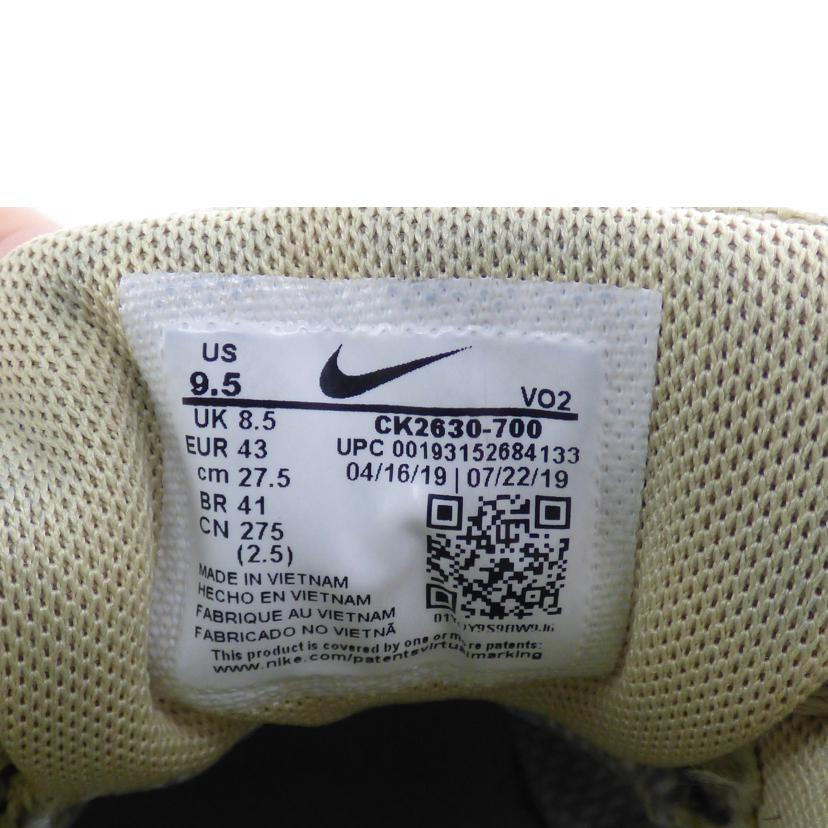 US
9.5
VO2
UK 8.5
EUR 43
cm 27.5
BR 41
CN 275
(2.5)
CK2630-700
UPC 00193152684133
04/16/19 | 07/22/19
MADE IN VIETNAM
HECHO EN VIETNAM
FABRIQUE AU VIETNAM
FABRICADO NO VIETNÃ
This product is covered by one or more patents:
www.nike.com/patentsvirtualmarking